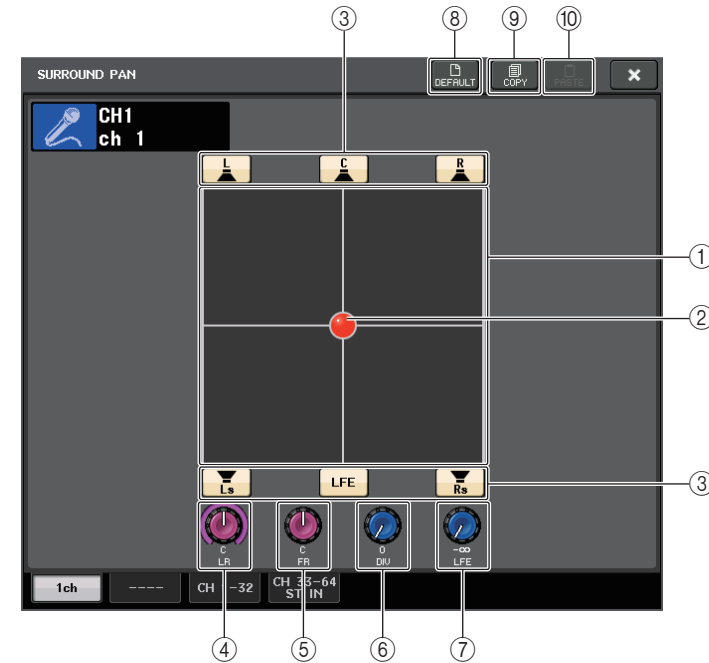 ③ ⑧ ⑨ ⑩
SURROUND PAN
DEFAULT
COPY
PASTE
CH1
ch 1
L
C
R
①
②
Ls
LFE
Rs
③
C
LR
C
FR
0
DIV
-∞
LFE
1ch
----
CH -32
CH 33-64
ST IN
④ ⑤ ⑥ ⑦